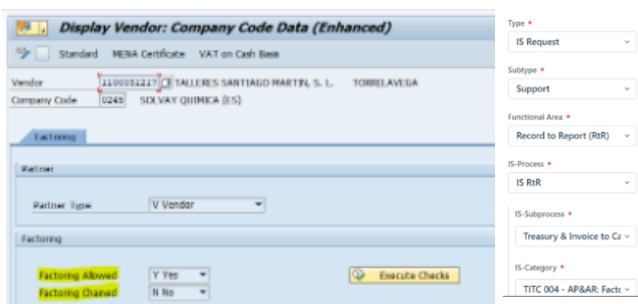 Display Vendor: Company Code Data (Enhanced)
Standard MENA Certificate VAT on Cash Basis
Vendor 1100031217 TALLERES SANTIAGO MARTIN, S. L. TORRELAVEGA
Company Code 0245 SOLVAY QUIMICA (ES)
Factoring
Partner
Partner Type V Vendor
Factoring
Factoring Allowed Y Yes Execute Checks
Factoring Chained N No
Type *
IS Request
Subtype *
Support
Functional Area *
Record to Report (RtR)
IS-Process *
IS RtR
IS-Subprocess *
Treasury & Invoice to Ca
IS-Category *
TITC 004 - AP&AR: Factc